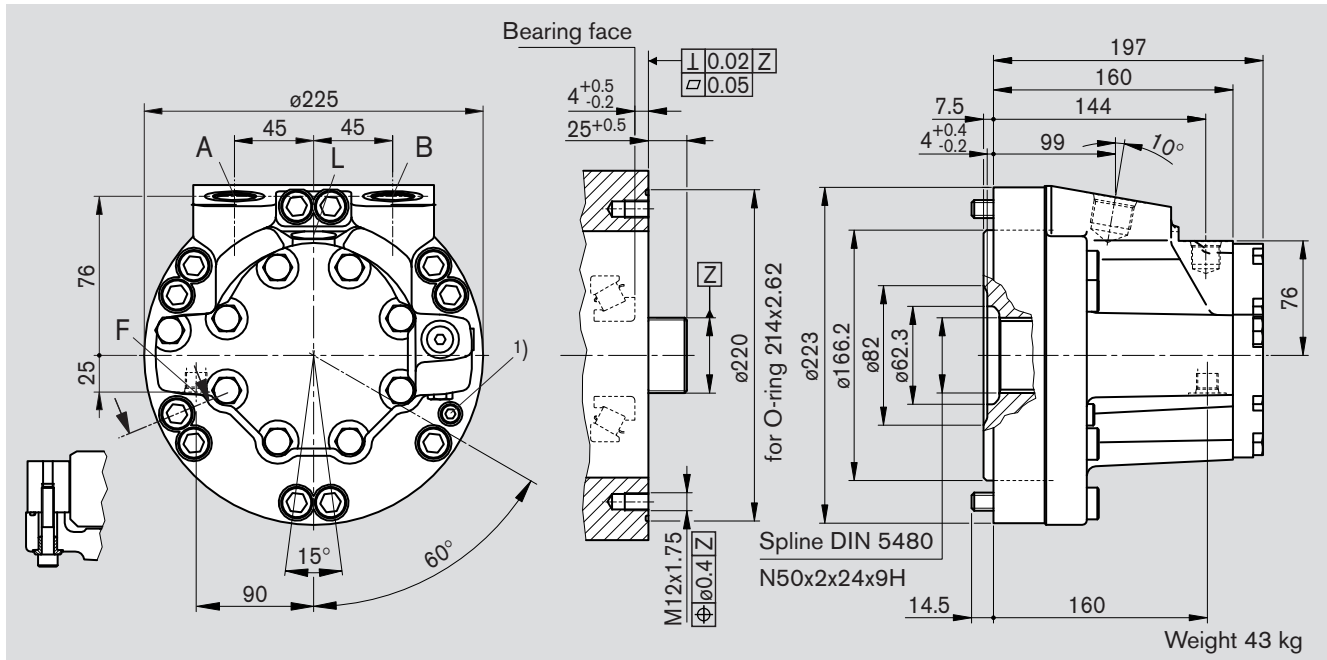 Bearing face
⊥ 0.02 Z
⏥ 0.05
197
160
144
7.5
4 +0.4 -0.2
99
10°
ø225
45
45
A
L
B
4 +0.5 -0.2
25+0.5
76
F
25
1)
Z
for O-ring 214x2.62
ø220
ø223
ø166.2
ø82
ø62.3
76
15°
60°
90
M12x1.75
⌖ ø0.4 Z
Spline DIN 5480
N50x2x24x9H
14.5
160
Weight 43 kg